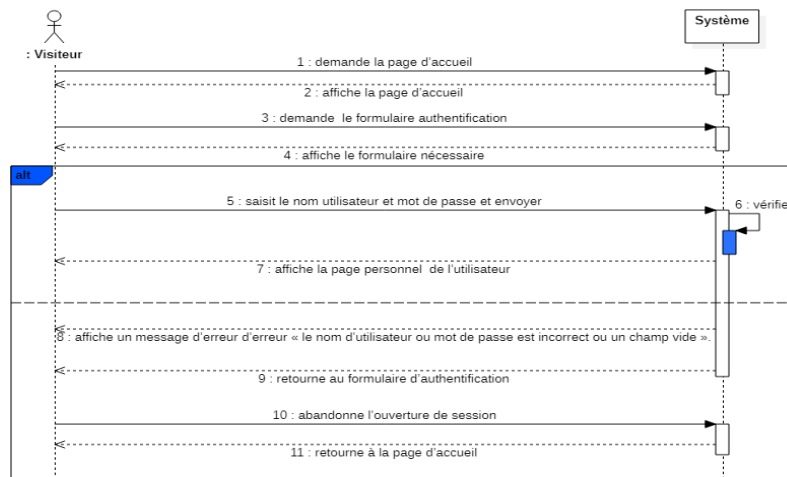 Système
: Visiteur
1 : demande la page d'accueil
2 : affiche la page d'accueil
3 : demande le formulaire authentification
4 : affiche le formulaire nécessaire
alt
5 : saisit le nom utilisateur et mot de passe et envoyer
6 : vérifie
7 : affiche la page personnel de l'utilisateur
8 : affiche un message d'erreur d'erreur « le nom d'utilisateur ou mot de passe est incorrect ou un champ vide ».
9 : retourne au formulaire d'authentification
10 : abandonne l'ouverture de session
11 : retourne à la page d'accueil